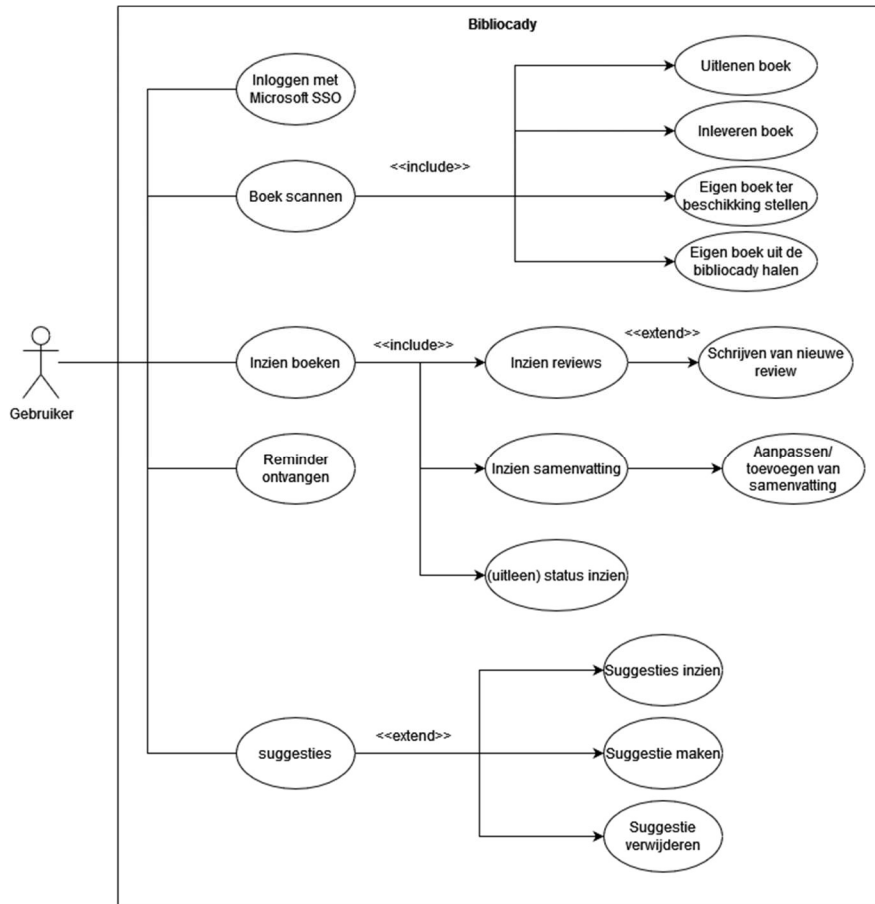 Bibliocady
Inloggen met
Microsoft SSO
Uitlenen boek
Inleveren boek
<<include>>
Boek scannen
Eigen boek ter
beschikking stellen
Eigen boek uit de
bibliocady halen
Gebruiker
Inzien boeken
<<include>>
Inzien reviews
<<extend>>
Schrijven van nieuwe
review
Reminder
ontvangen
Inzien samenvatting
Aanpassen/
toevoegen van
samenvatting
(uitleen) status inzien
suggesties
<<extend>>
Suggesties inzien
Suggestie maken
Suggestie
verwijderen